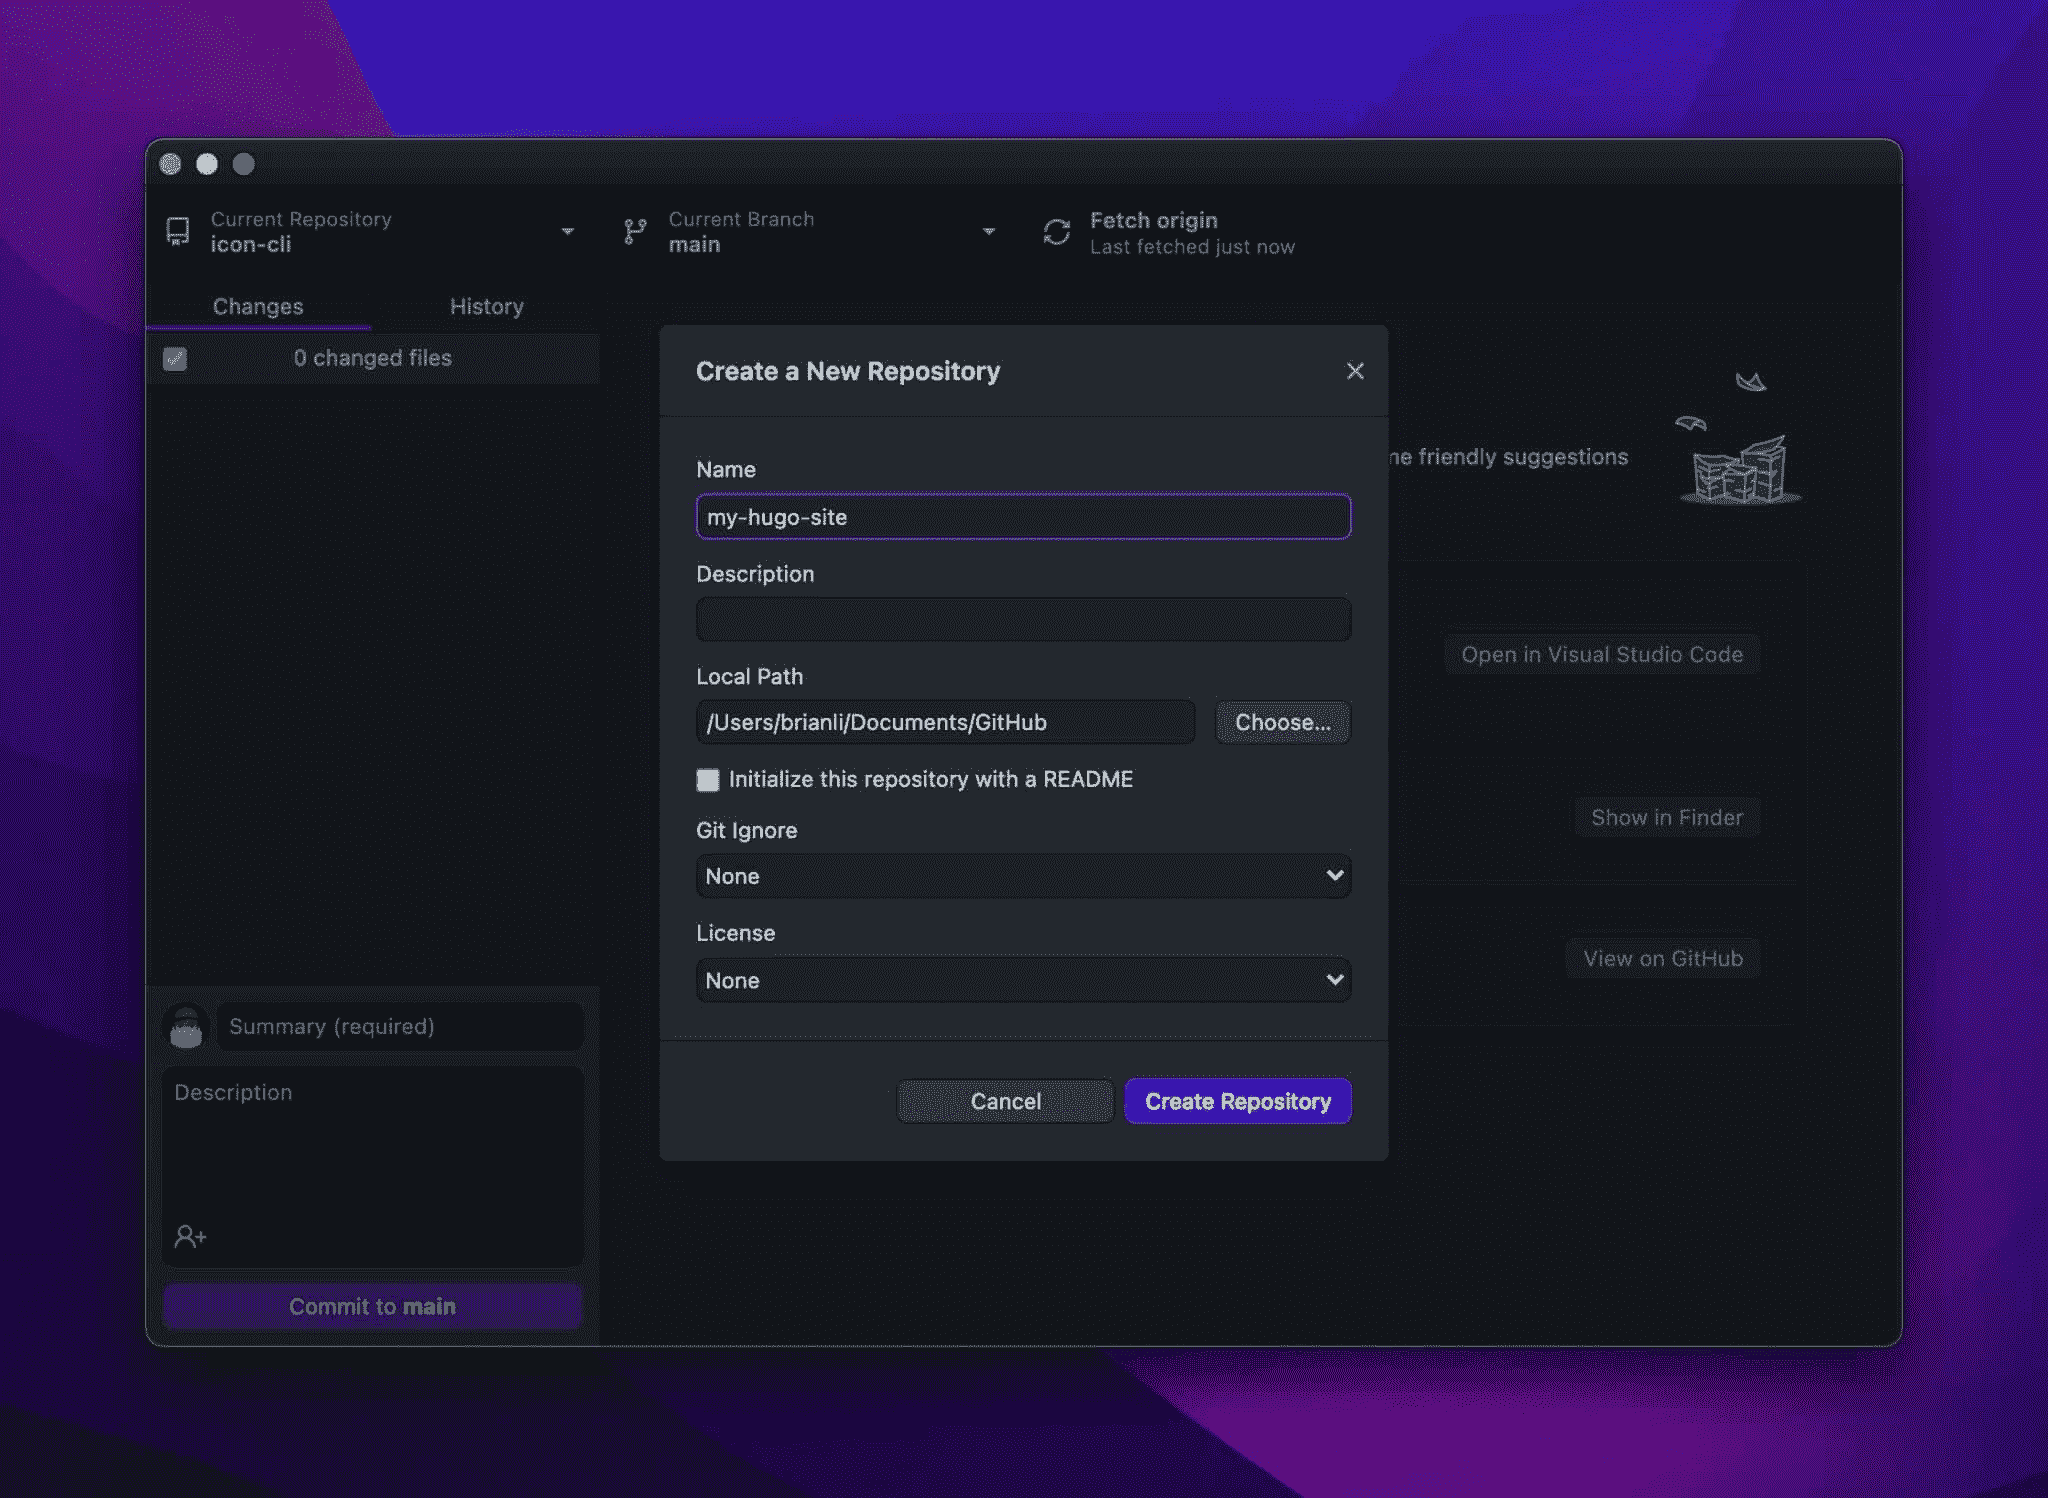 Current Repository
icon-cli
Current Branch
main
Fetch origin
Last fetched just now
Changes
History
0 changed files
Create a New Repository
Name
my-hugo-site
Description
Local Path
/Users/brianli/Documents/GitHub
Choose...
Initialize this repository with a README
Git Ignore
None
License
None
Cancel
Create Repository
friendly suggestions
Open in Visual Studio Code
Show in Finder
View on GitHub
Summary (required)
Description
Commit to main